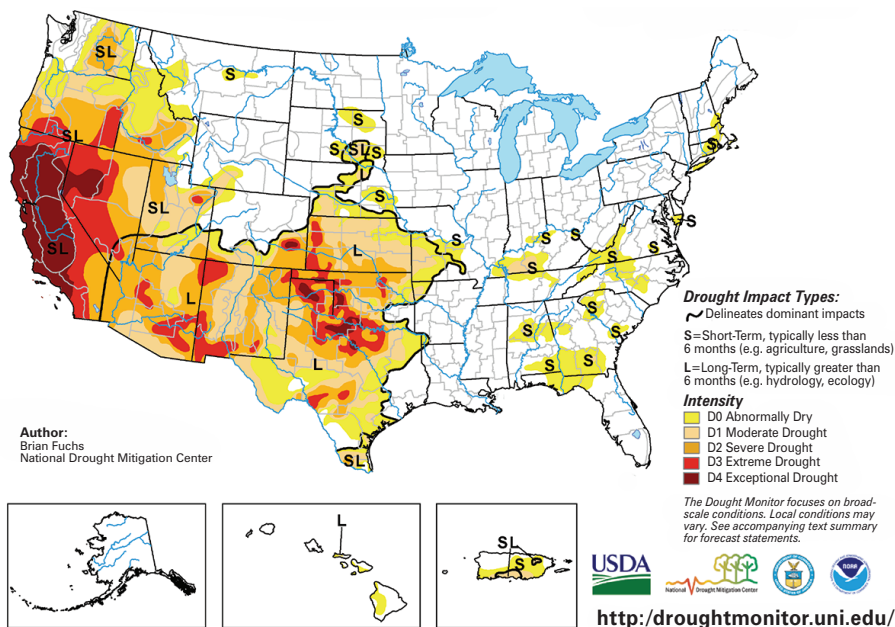 SL
S
SL
S
S
SL
S
L
S
SL
S
L
S
S
S
S
S
S
S
SL
L
L
S
S
S
L
S
S
SL
Drought Impact Types:
Delineates dominant impacts
S=Short-Term, typically less than
6 months (e.g. agriculture, grasslands)
L=Long-Term, typically greater than
6 months (e.g. hydrology, ecology)
Intensity
D0 Abnormally Dry
D1 Moderate Drought
D2 Severe Drought
D3 Extreme Drought
D4 Exceptional Drought
Author:
Brian Fuchs
National Drought Mitigation Center
The Dought Monitor focuses on broad-
scale conditions. Local conditions may
vary. See accompanying text summary
for forecast statements.
L
SL
S
USDA
National Drought Mitigation Center
NOAA
http:/droughtmonitor.uni.edu/